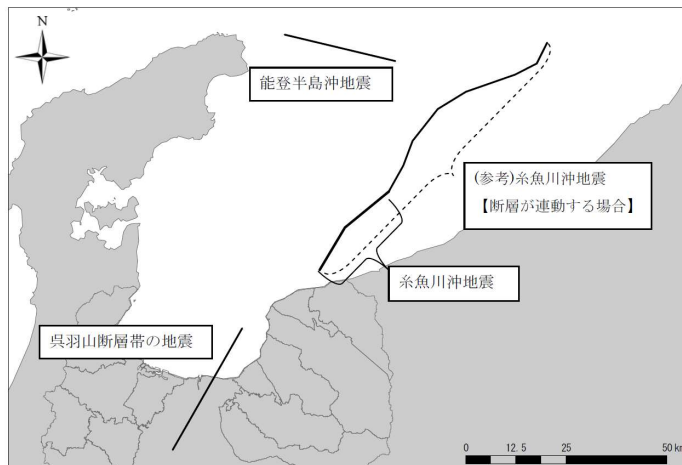 N
能登半島沖地震
(参考)糸魚川沖地震
【断層が連動する場合】
糸魚川沖地震
呉羽山断層帯の地震
0 12.5 25 50 km